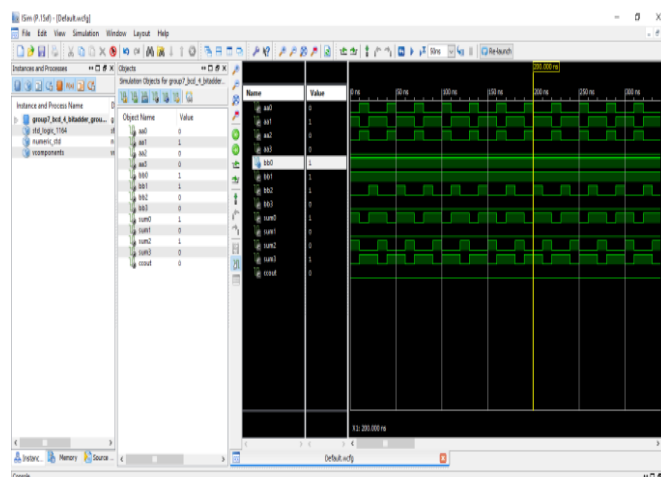 ISim (P.15xf) - [Default.wcfg]
File Edit View Simulation Window Layout Help
50ns
Re-launch
Instances and Processes
Instance and Process Name
group7_bcd_4_bitadder_grou...
std_logic_1164
numeric_std
vcomponents
Objects
Simulation Objects for group7_bcd_4_bitadder...
Object Name Value
aa0 0
aa1 1
aa2 0
aa3 0
bb0 1
bb1 1
bb2 0
bb3 0
sum0 1
sum1 0
sum2 1
sum3 0
ccout 0
Name Value
aa0 0
aa1 1
aa2 0
aa3 0
bb0 1
bb1 1
bb2 0
bb3 0
sum0 1
sum1 0
sum2 0
sum3 1
ccout 0
200.000 ns
0 ns 50 ns 100 ns 150 ns 200 ns 250 ns 300 ns
X1: 200.000 ns
Instanc... Memory Source...
Default.wcfg
Console